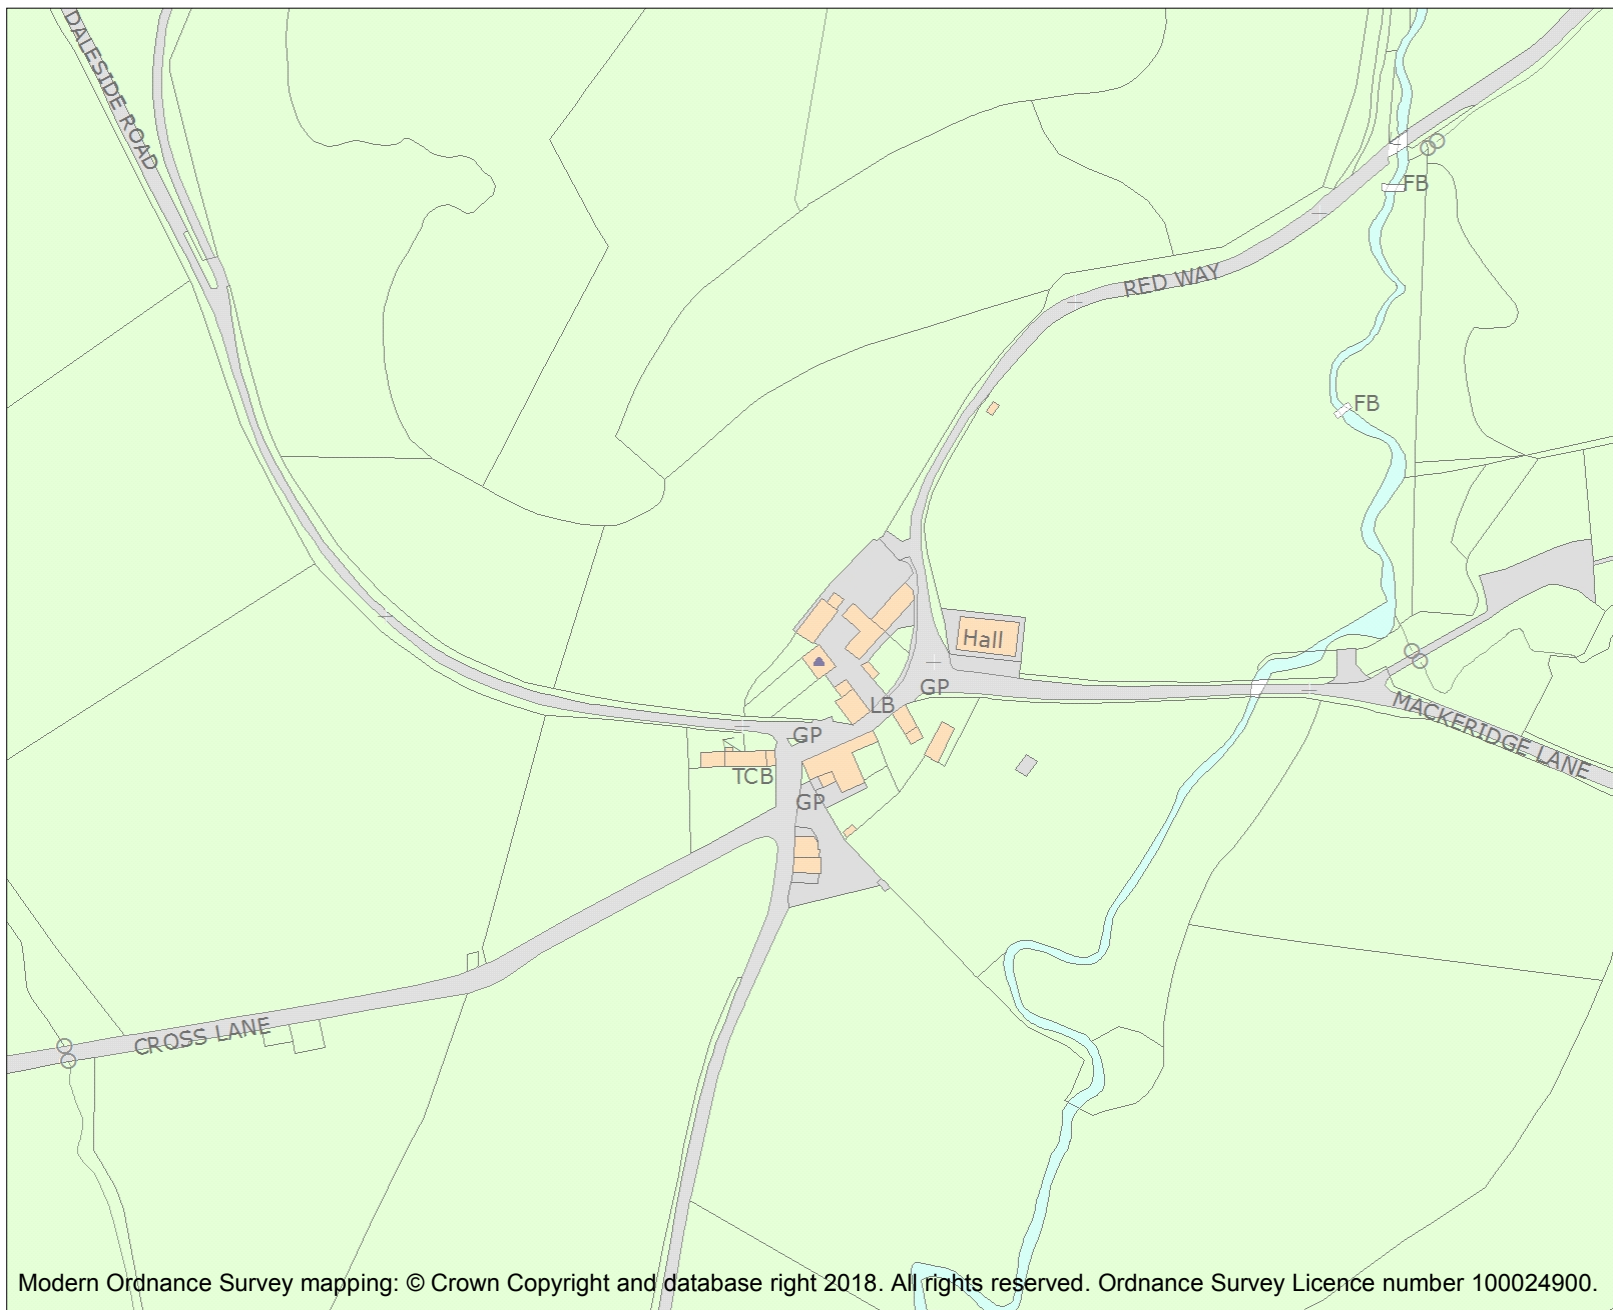 DALESIDE ROAD
FB
RED WAY
FB
Hall
GP
LB
MACKERIDGE LANE
GP
TCB
GP
CROSS LANE
Modern Ordnance Survey mapping: © Crown Copyright and database right 2018. All rights reserved. Ordnance Survey Licence number 100024900.